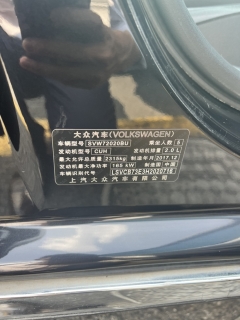 大众汽车(VOLKSWAGEN)
车辆型号 SVW72020BU 乘坐人数 5
发动机型号 CUH 发动机排量 2.0 L
最大允许总质量 2310kg 制造年月 2017.12
发动机最大净功率 165 kW 制造国 中国
车辆识别代号 LSVCB73E3H2020718
上汽大众汽车有限公司